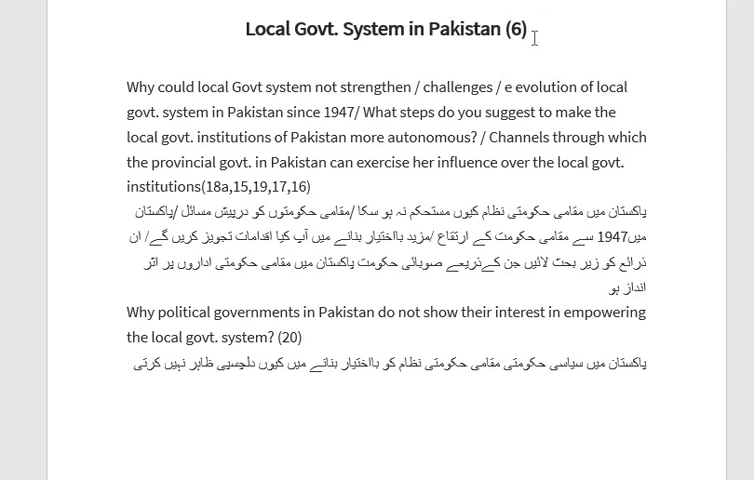 Local Govt. System in Pakistan (6)
Why could local Govt system not strengthen / challenges / e evolution of local
govt. system in Pakistan since 1947/ What steps do you suggest to make the
local govt. institutions of Pakistan more autonomous? / Channels through which
the provincial govt. in Pakistan can exercise her influence over the local govt.
institutions(18a,15,19,17,16)
پاکستان میں مقامی حکومتی نظام کیوں مستحکم نہ ہو سکا /مقامی حکومتوں کو درپیش مسائل /پاکستان
میں1947 سے مقامی حکومت کے ارتقاع /مزید بااختیار بنانے میں آپ کیا اقدامات تجویز کریں گے/ ان
ذرائع کو زیر بحث لائیں جن کےذریعے صوبائی حکومت پاکستان میں مقامی حکومتی اداروں پر اثر
انداز ہو
Why political governments in Pakistan do not show their interest in empowering
the local govt. system? (20)
پاکستان میں سیاسی حکومتی مقامی حکومتی نظام کو بااختیار بنانے میں کیوں دلچسپی ظاہر نہیں کرتی